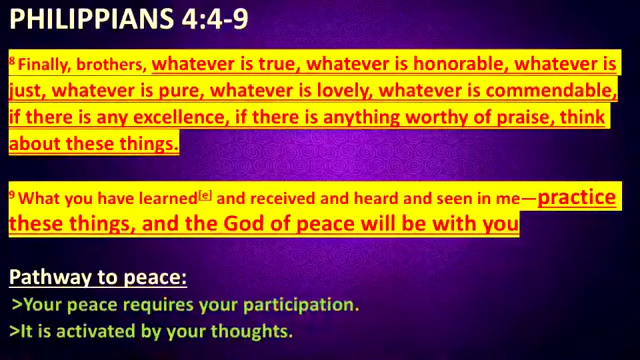 PHILIPPIANS 4:4-9
8 Finally, brothers, whatever is true, whatever is honorable, whatever is
just, whatever is pure, whatever is lovely, whatever is commendable,
if there is any excellence, if there is anything worthy of praise, think
about these things.
9 What you have learned[e] and received and heard and seen in me—practice
these things, and the God of peace will be with you
Pathway to peace:
>Your peace requires your participation.
>It is activated by your thoughts.